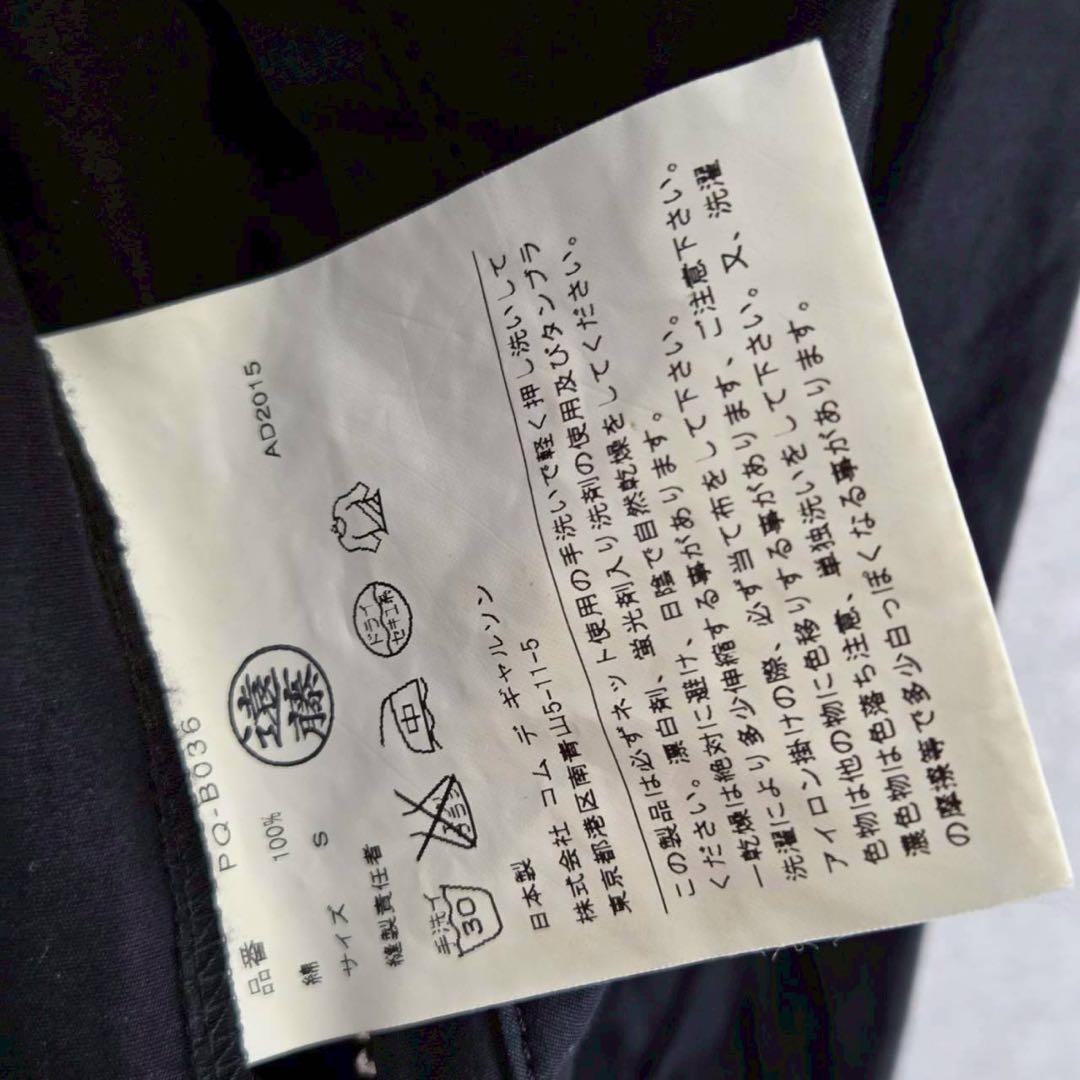 品番 PQ-B036
AD2015
綿 100%
サイズ S
縫製責任者 遠藤
手洗イ 30
エンソサラシ
中
ドライ
セキユ系
日本製
株式会社 コム デ ギャルソン
東京都港区南青山5-11-5
この製品は必ずネット使用の手洗いで軽く押し洗いして
ください。漂白剤、蛍光剤入り洗剤の使用及びタンブラ
ー乾燥は絶対に避け、日陰で自然乾燥をしてください。
洗濯により多少伸縮する事があります。
アイロン掛けの際、必ず当て布をして下さい。
色物は他の物に色移りする事があります、ご注意下さい。
濃色物は色落ち注意、単独洗いをして下さい。又、洗濯
の摩擦等で多少白っぽくなる事があります。